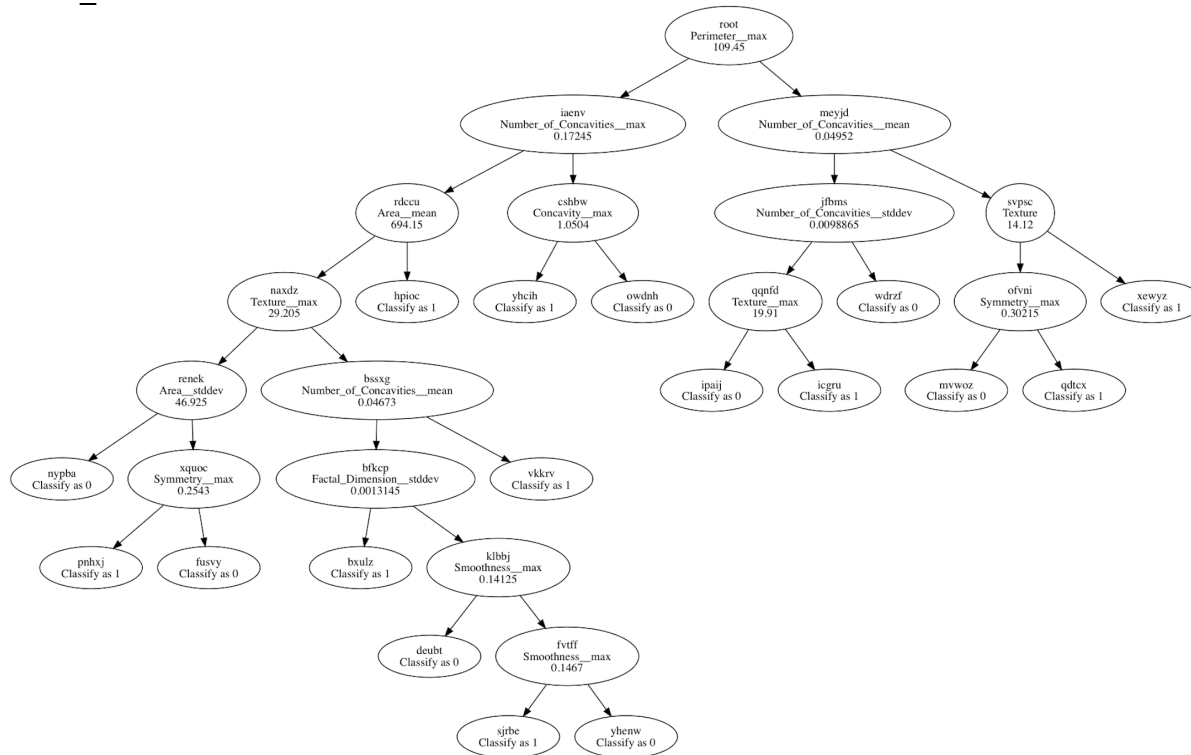 root
Perimeter__max
109.45
iaenv
Number_of_Concavities__max
0.17245
meyjd
Number_of_Concavities__mean
0.04952
rdccu
Area__mean
694.15
cshbw
Concavity__max
1.0504
jfbms
Number_of_Concavities__stddev
0.0098865
svpsc
Texture
14.12
naxdz
Texture__max
29.205
hpioc
Classify as 1
yhcih
Classify as 1
owdnh
Classify as 0
qqnfd
Texture__max
19.91
wdrzf
Classify as 0
ofvni
Symmetry__max
0.30215
xewyz
Classify as 1
renek
Area__stddev
46.925
bssxg
Number_of_Concavities__mean
0.04673
ipaij
Classify as 0
icgru
Classify as 1
mvwoz
Classify as 0
qdtcx
Classify as 1
nypba
Classify as 0
xquoc
Symmetry__max
0.2543
bfkcp
Factal_Dimension__stddev
0.0013145
vkkrv
Classify as 1
pnhxj
Classify as 1
fusvy
Classify as 0
bxulz
Classify as 1
klbbj
Smoothness__max
0.14125
deubt
Classify as 0
fvtff
Smoothness__max
0.1467
sjrbe
Classify as 1
yhenw
Classify as 0